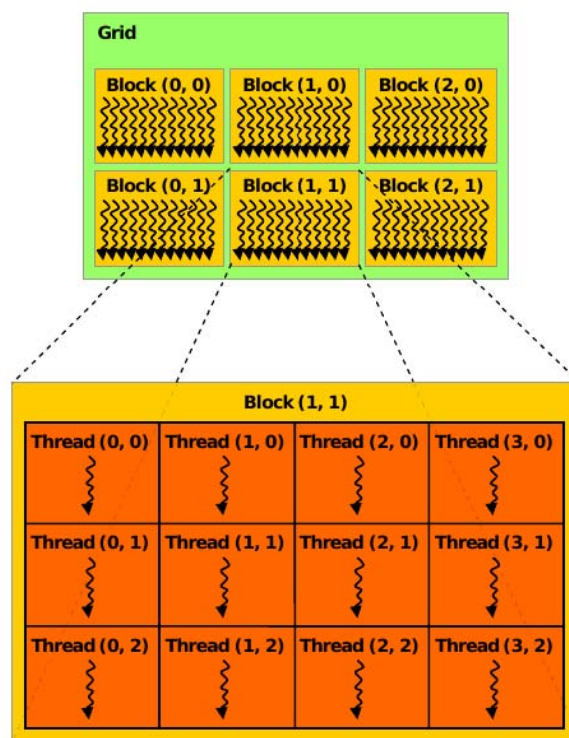 Grid
Block (0, 0) Block (1, 0) Block (2, 0)
Block (0, 1) Block (1, 1) Block (2, 1)
Block (1, 1)
Thread (0, 0) Thread (1, 0) Thread (2, 0) Thread (3, 0)
Thread (0, 1) Thread (1, 1) Thread (2, 1) Thread (3, 1)
Thread (0, 2) Thread (1, 2) Thread (2, 2) Thread (3, 2)